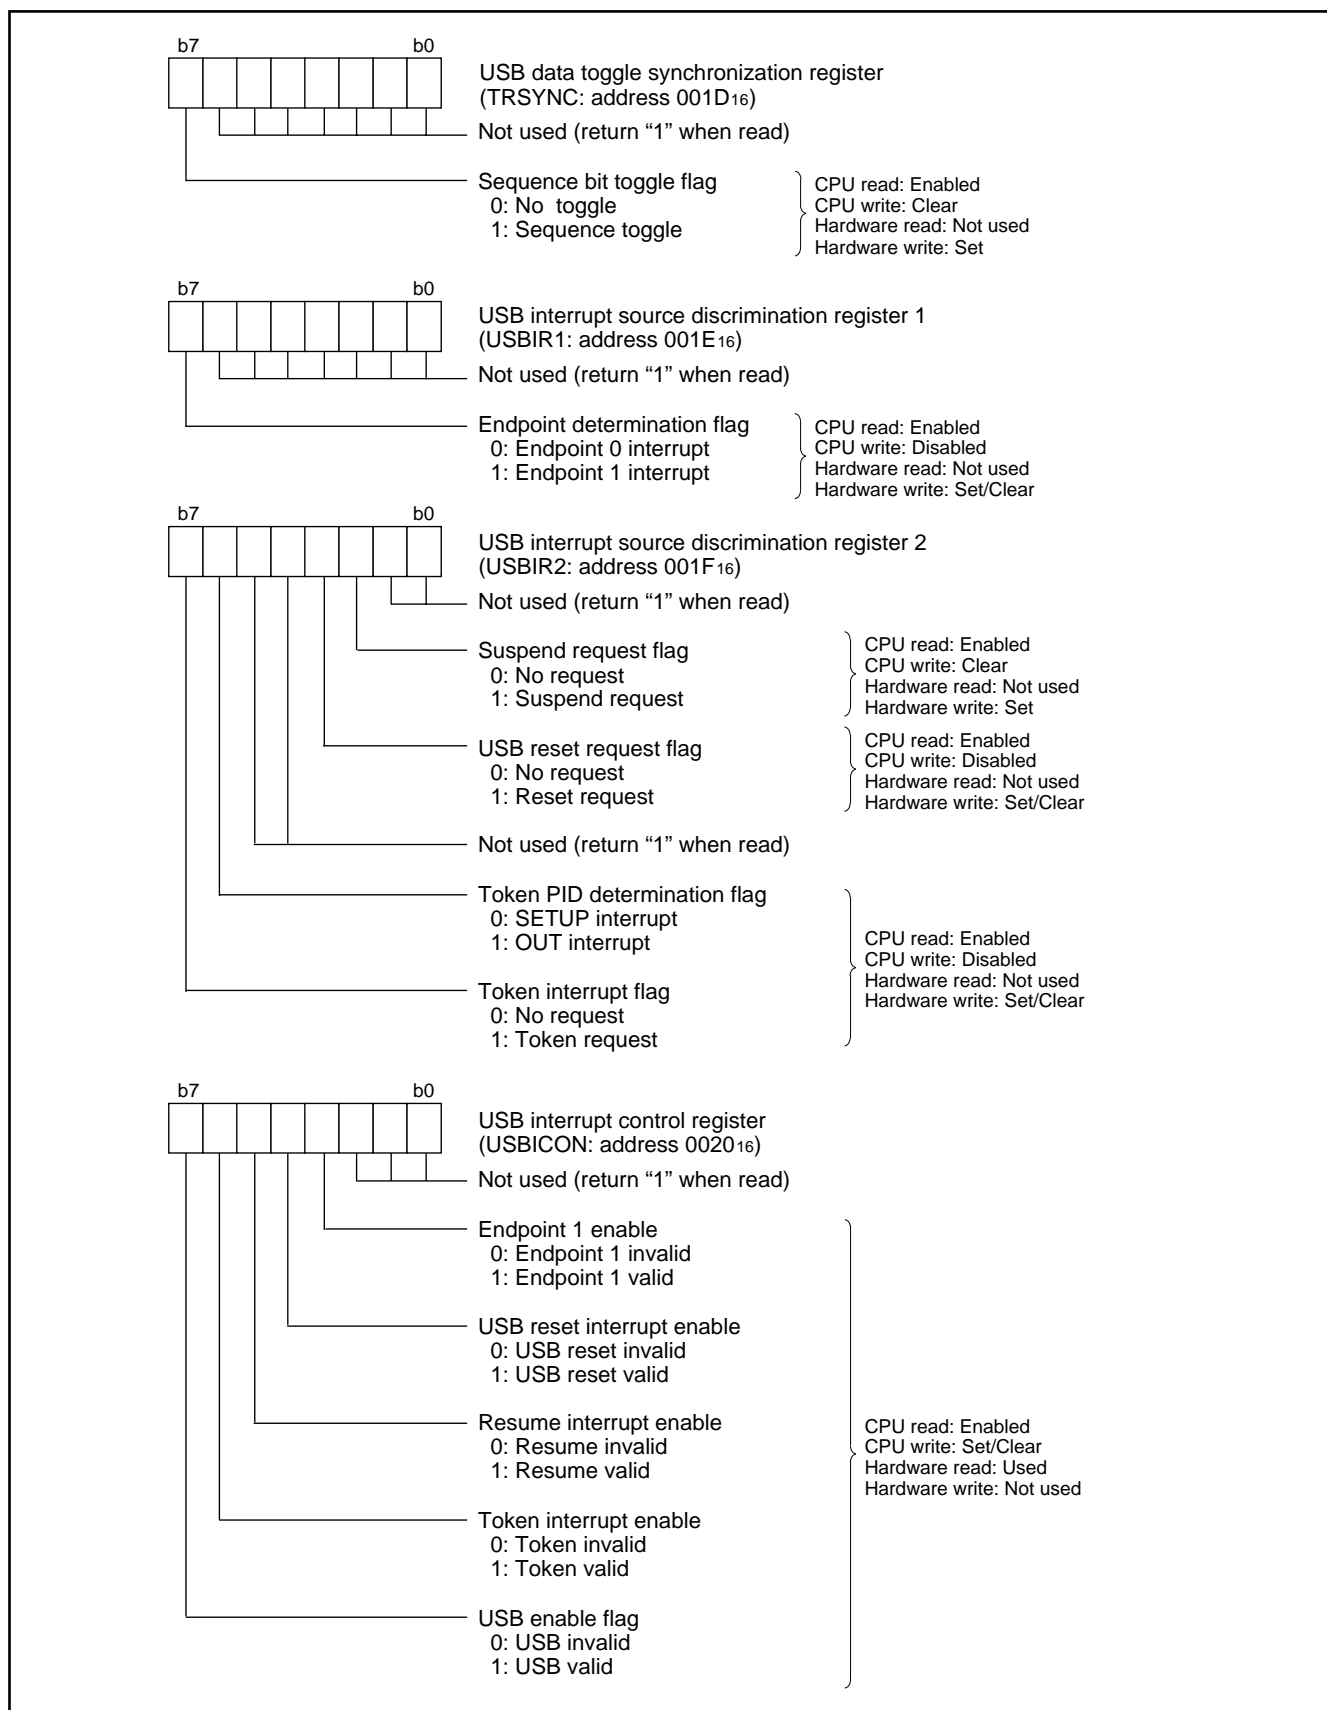 b7 b0
USB data toggle synchronization register
(TRSYNC: address 001D16)
Not used (return “1” when read)
Sequence bit toggle flag
0: No toggle
1: Sequence toggle
CPU read: Enabled
CPU write: Clear
Hardware read: Not used
Hardware write: Set
b7 b0
USB interrupt source discrimination register 1
(USBIR1: address 001E16)
Not used (return “1” when read)
Endpoint determination flag
0: Endpoint 0 interrupt
1: Endpoint 1 interrupt
CPU read: Enabled
CPU write: Disabled
Hardware read: Not used
Hardware write: Set/Clear
b7 b0
USB interrupt source discrimination register 2
(USBIR2: address 001F16)
Not used (return “1” when read)
Suspend request flag
0: No request
1: Suspend request
CPU read: Enabled
CPU write: Clear
Hardware read: Not used
Hardware write: Set
USB reset request flag
0: No request
1: Reset request
CPU read: Enabled
CPU write: Disabled
Hardware read: Not used
Hardware write: Set/Clear
Not used (return “1” when read)
Token PID determination flag
0: SETUP interrupt
1: OUT interrupt
Token interrupt flag
0: No request
1: Token request
CPU read: Enabled
CPU write: Disabled
Hardware read: Not used
Hardware write: Set/Clear
b7 b0
USB interrupt control register
(USBICON: address 002016)
Not used (return “1” when read)
Endpoint 1 enable
0: Endpoint 1 invalid
1: Endpoint 1 valid
USB reset interrupt enable
0: USB reset invalid
1: USB reset valid
Resume interrupt enable
0: Resume invalid
1: Resume valid
Token interrupt enable
0: Token invalid
1: Token valid
USB enable flag
0: USB invalid
1: USB valid
CPU read: Enabled
CPU write: Set/Clear
Hardware read: Used
Hardware write: Not used